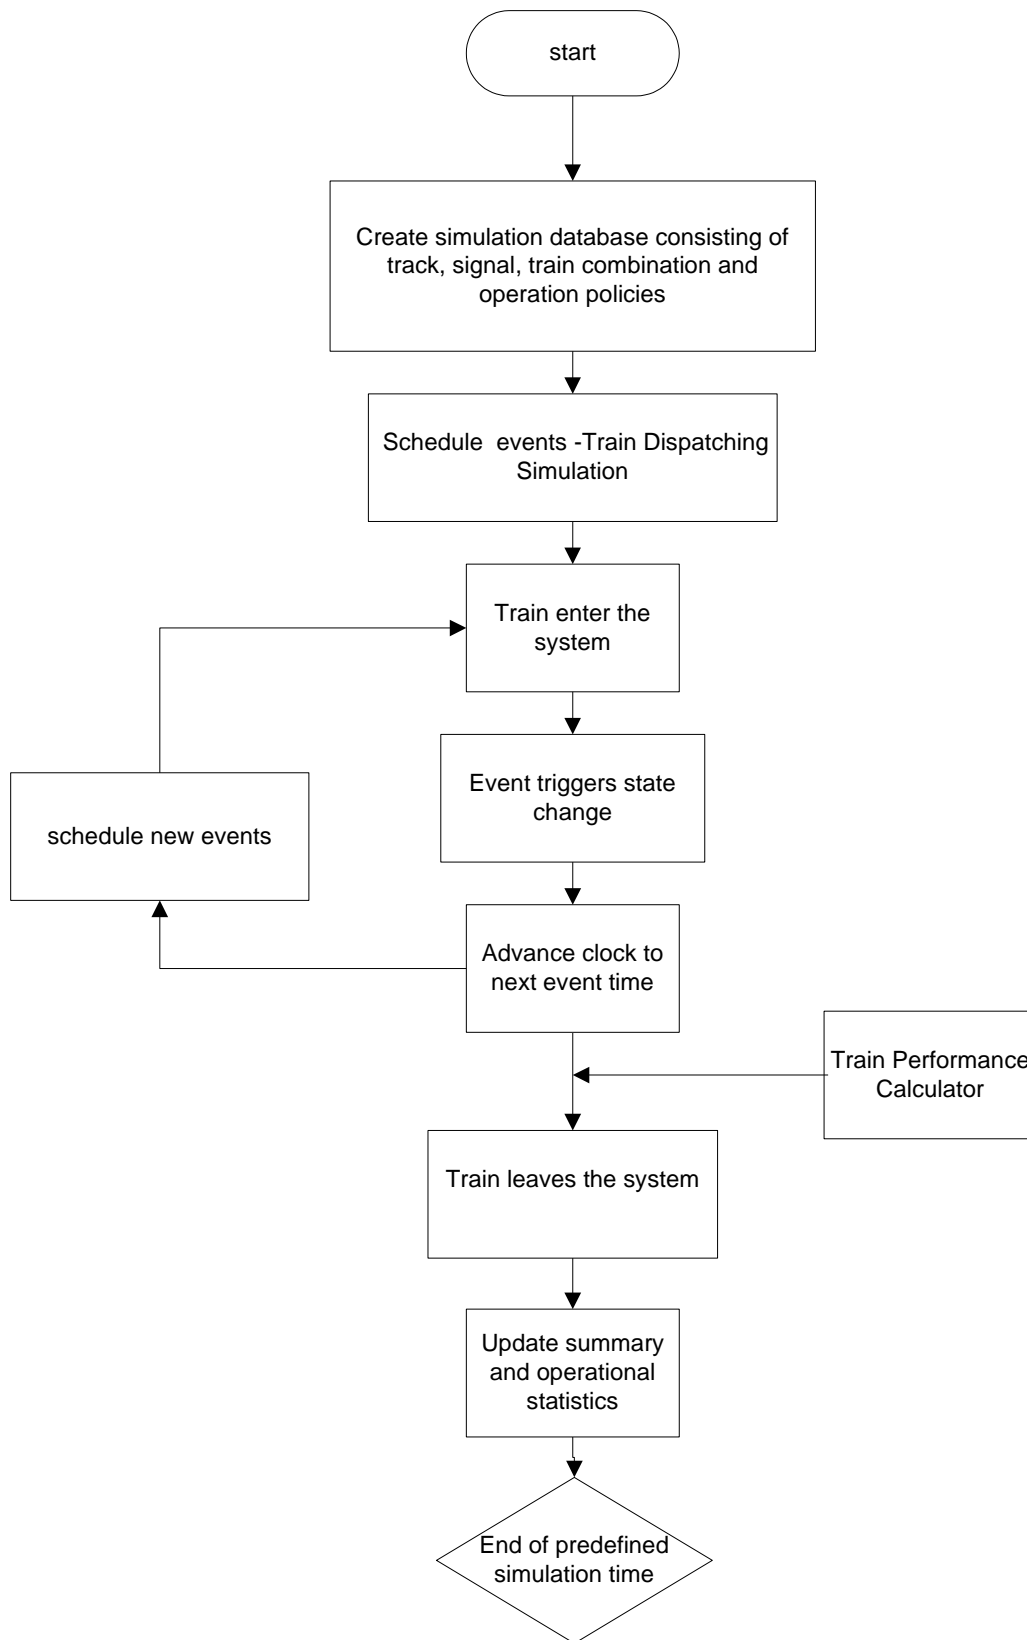 start
Create simulation database consisting of
track, signal, train combination and
operation policies
Schedule  events -Train Dispatching
Simulation
Train enter the
system
Event triggers state
change
schedule new events
Advance clock to
next event time
Train Performance
Calculator
Train leaves the system
Update summary
and operational
statistics
End of predefined
simulation time